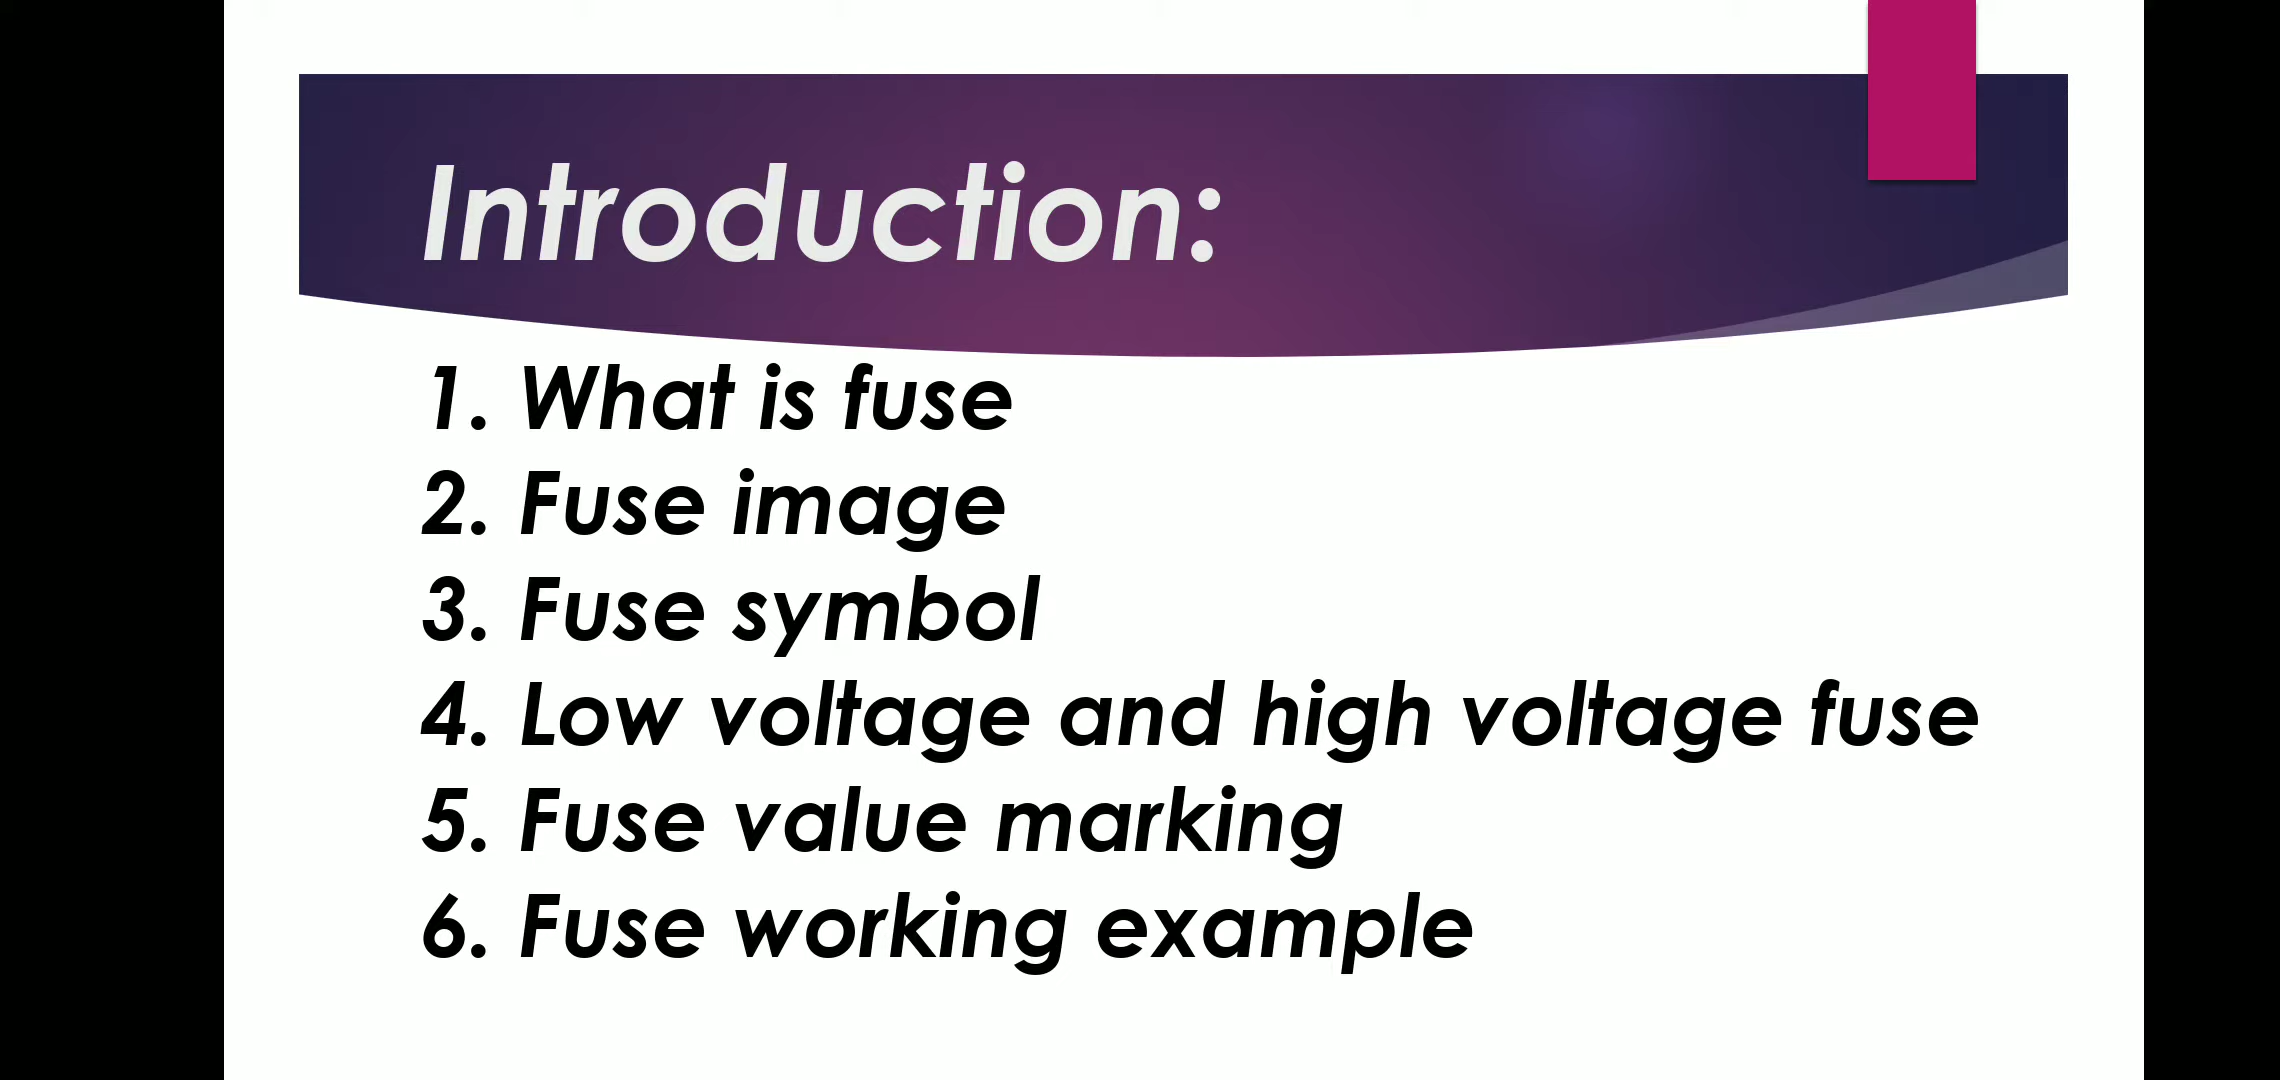 Introduction:
1. What is fuse
2. Fuse image
3. Fuse symbol
4. Low voltage and high voltage fuse
5. Fuse value marking
6. Fuse working example